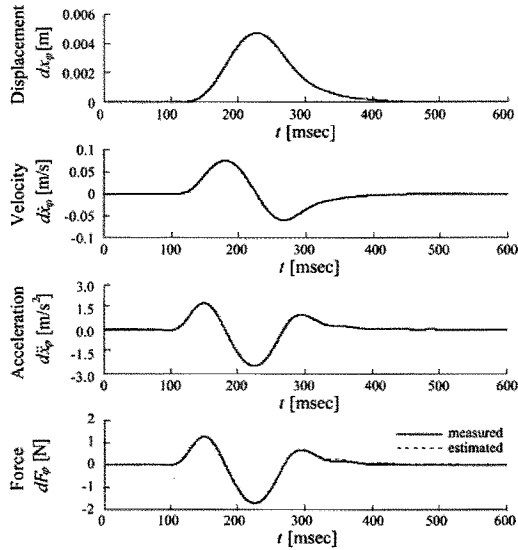 Displacement
dx_φ [m]
0.006
0.004
0.002
0
0 100 200 300 400 500 600
t [msec]
Velocity
dẋ_φ [m/s]
0.1
0.05
0
-0.05
-0.1
0 100 200 300 400 500 600
t [msec]
Acceleration
dẍ_φ [m/s²]
3.0
1.5
0.0
-1.5
-3.0
0 100 200 300 400 500 600
t [msec]
Force
dF_φ [N]
2
1
0
-1
-2
measured
estimated
0 100 200 300 400 500 600
t [msec]